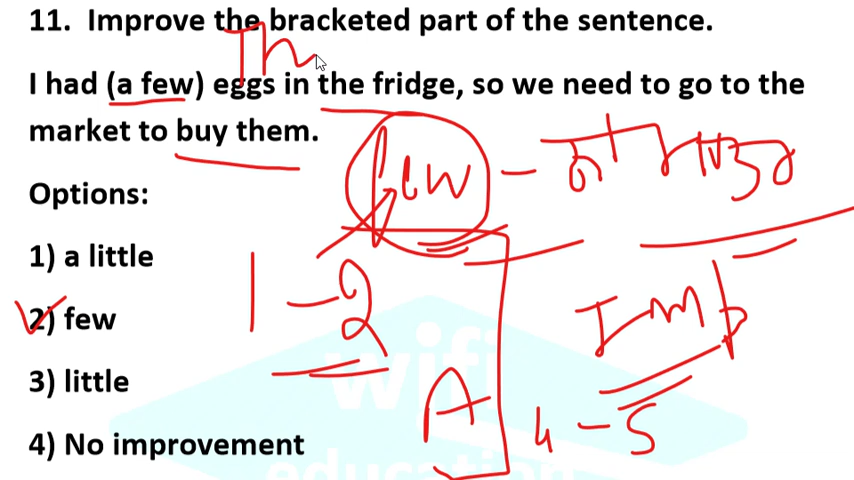 11. Improve the bracketed part of the sentence.
Th
I had (a few) eggs in the fridge, so we need to go to the
market to buy them.
few -
Options:
1) a little
1 - 2
Imp
2) few
wifi
3) little
A
4 - 5
4) No improvement
education